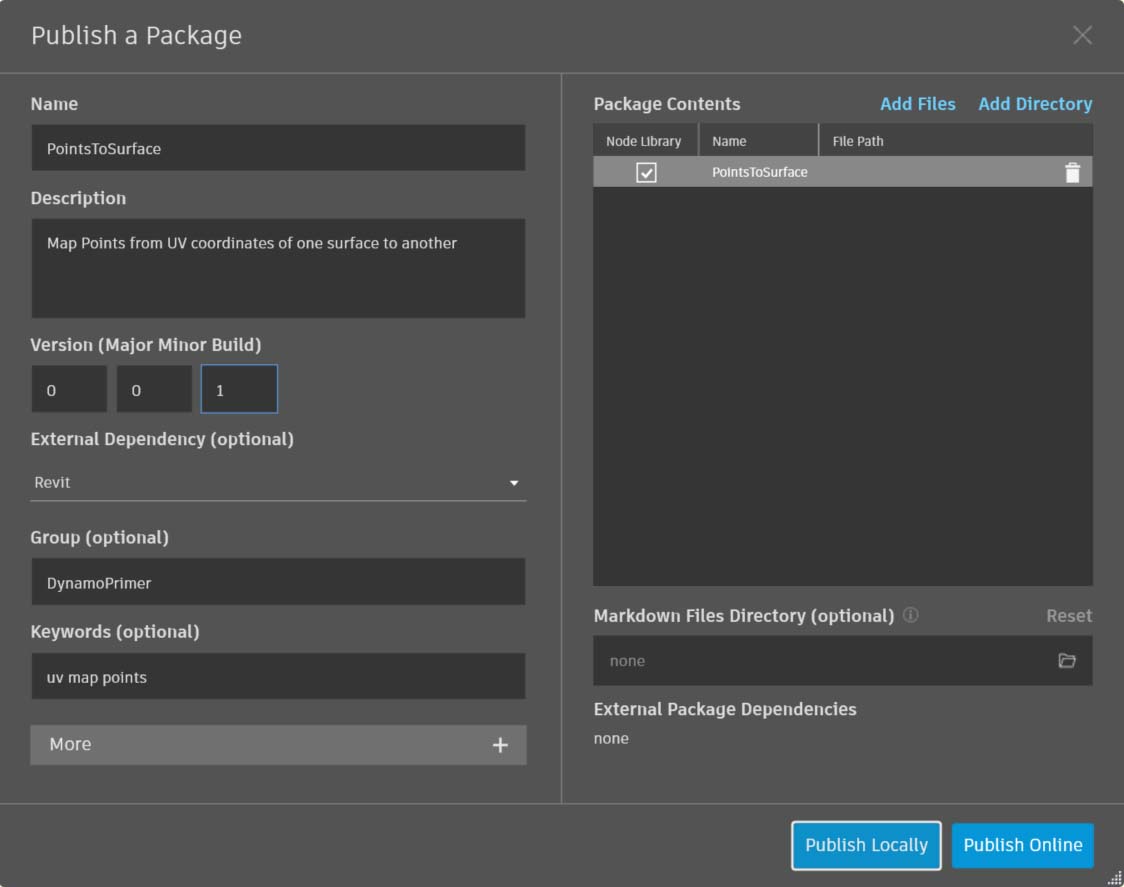 Publish a Package
Name
PointsToSurface
Description
Map Points from UV coordinates of one surface to another
Version (Major Minor Build)
0 0 1
External Dependency (optional)
Revit
Group (optional)
DynamoPrimer
Keywords (optional)
uv map points
More
Package Contents Add Files Add Directory
Node Library Name File Path
PointsToSurface
Markdown Files Directory (optional) Reset
none
External Package Dependencies
none
Publish Locally Publish Online